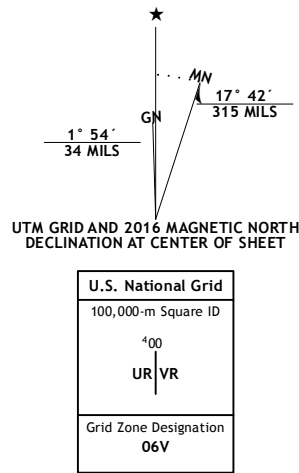 ★
MN
GN
17° 42´
315 MILS
1° 54´
34 MILS
UTM GRID AND 2016 MAGNETIC NORTH
DECLINATION AT CENTER OF SHEET
U.S. National Grid
100,000-m Square ID
⁴00
UR VR
Grid Zone Designation
06V